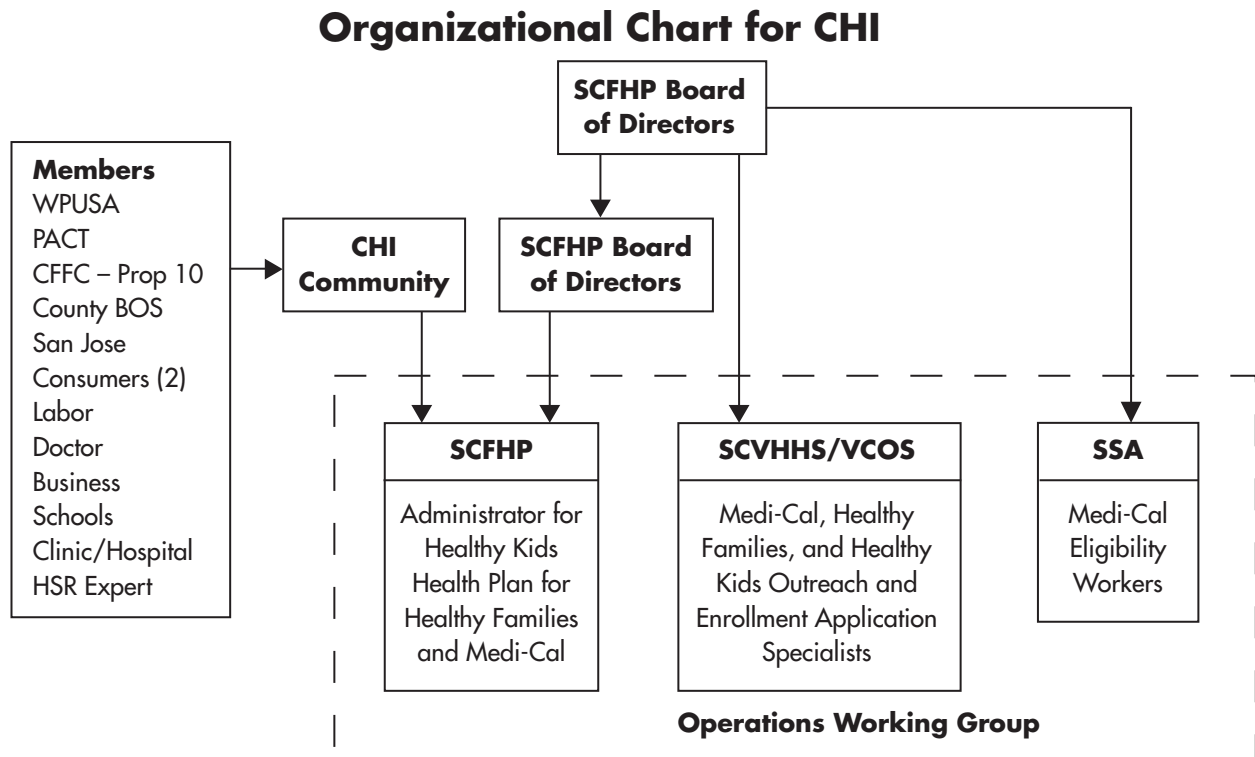 Organizational Chart for CHI
SCFHP Board
of Directors
Members
WPUSA
PACT
CFFC – Prop 10
County BOS
San Jose
Consumers (2)
Labor
Doctor
Business
Schools
Clinic/Hospital
HSR Expert
CHI
Community
SCFHP Board
of Directors
SCFHP
Administrator for
Healthy Kids
Health Plan for
Healthy Families
and Medi-Cal
SCVHHS/VCOS
Medi-Cal, Healthy
Families, and Healthy
Kids Outreach and
Enrollment Application
Specialists
SSA
Medi-Cal
Eligibility
Workers
Operations Working Group